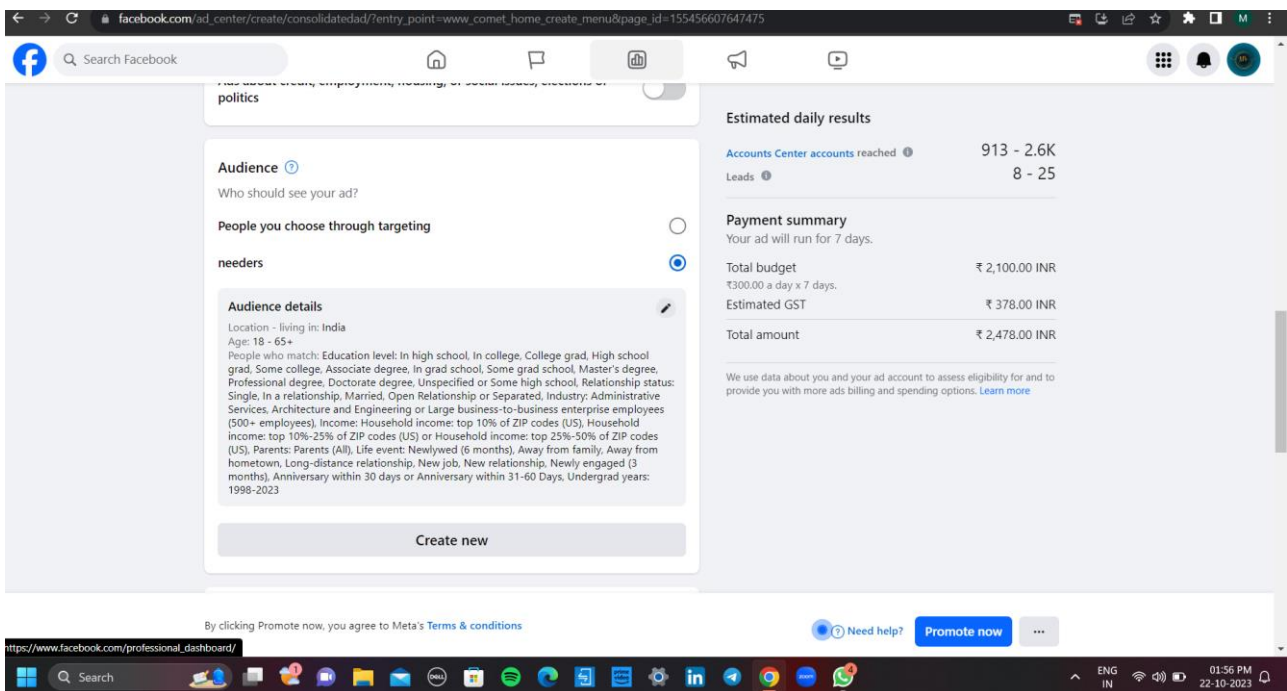 facebook.com/ad_center/create/consolidatedad/?entry_point=www_comet_home_create_menu&page_id=155456607647475
M
Search Facebook
Ads about credit, employment, housing, or social issues, elections or
politics
Audience
Who should see your ad?
People you choose through targeting
needers
Audience details
Location - living in: India
Age: 18 - 65+
People who match: Education level: In high school, In college, College grad, High school
grad, Some college, Associate degree, In grad school, Some grad school, Master's degree,
Professional degree, Doctorate degree, Unspecified or Some high school, Relationship status:
Single, In a relationship, Married, Open Relationship or Separated, Industry: Administrative
Services, Architecture and Engineering or Large business-to-business enterprise employees
(500+ employees), Income: Household income: top 10% of ZIP codes (US), Household
income: top 10%-25% of ZIP codes (US) or Household income: top 25%-50% of ZIP codes
(US), Parents: Parents (All), Life event: Newlywed (6 months), Away from family, Away from
hometown, Long-distance relationship, New job, New relationship, Newly engaged (3
months), Anniversary within 30 days or Anniversary within 31-60 Days, Undergrad years:
1998-2023
Create new
Estimated daily results
Accounts Center accounts reached 913 - 2.6K
Leads 8 - 25
Payment summary
Your ad will run for 7 days.
Total budget ₹ 2,100.00 INR
₹300.00 a day x 7 days.
Estimated GST ₹ 378.00 INR
Total amount ₹ 2,478.00 INR
We use data about you and your ad account to assess eligibility for and to
provide you with more ads billing and spending options. Learn more
By clicking Promote now, you agree to Meta's Terms & conditions
Need help?
Promote now
https://www.facebook.com/professional_dashboard/
Search
DELL
zoom
ENG
IN
01:56 PM
22-10-2023